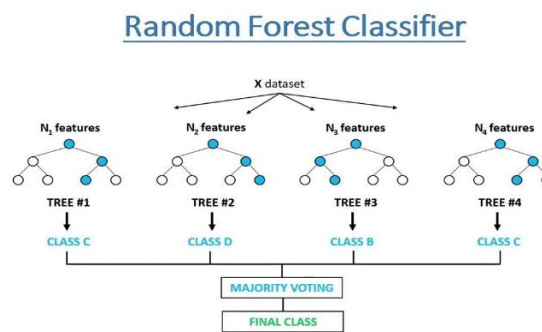 Random Forest Classifier
X dataset
N₁ features N₂ features N₃ features N₄ features
TREE #1 TREE #2 TREE #3 TREE #4
CLASS C CLASS D CLASS B CLASS C
MAJORITY VOTING
FINAL CLASS